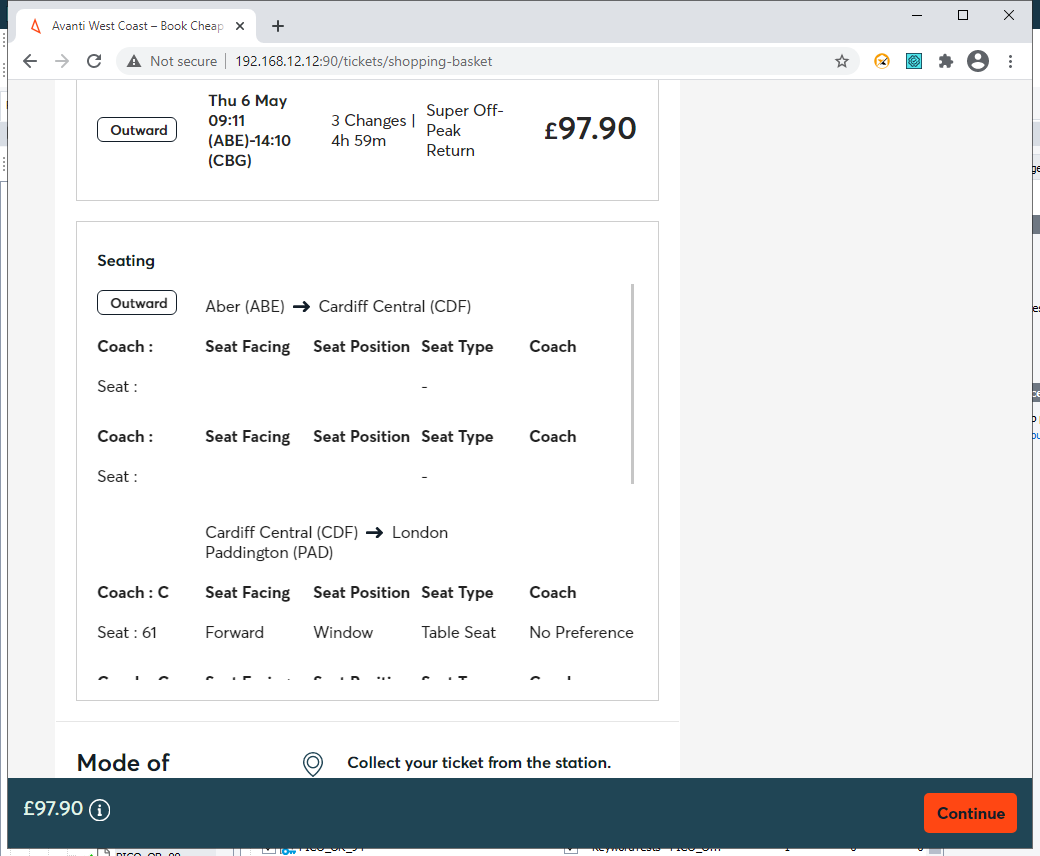 Avanti West Coast – Book Cheap
Not secure | 192.168.12.12:90/tickets/shopping-basket
Outward
Thu 6 May
09:11
(ABE)-14:10
(CBG)
3 Changes |
4h 59m
Super Off-
Peak
Return
£97.90
Seating
Outward
Aber (ABE) → Cardiff Central (CDF)
Coach : Seat Facing Seat Position Seat Type Coach
Seat : -
Coach : Seat Facing Seat Position Seat Type Coach
Seat : -
Cardiff Central (CDF) → London
Paddington (PAD)
Coach : C Seat Facing Seat Position Seat Type Coach
Seat : 61 Forward Window Table Seat No Preference
Mode of
Collect your ticket from the station.
£97.90
Continue